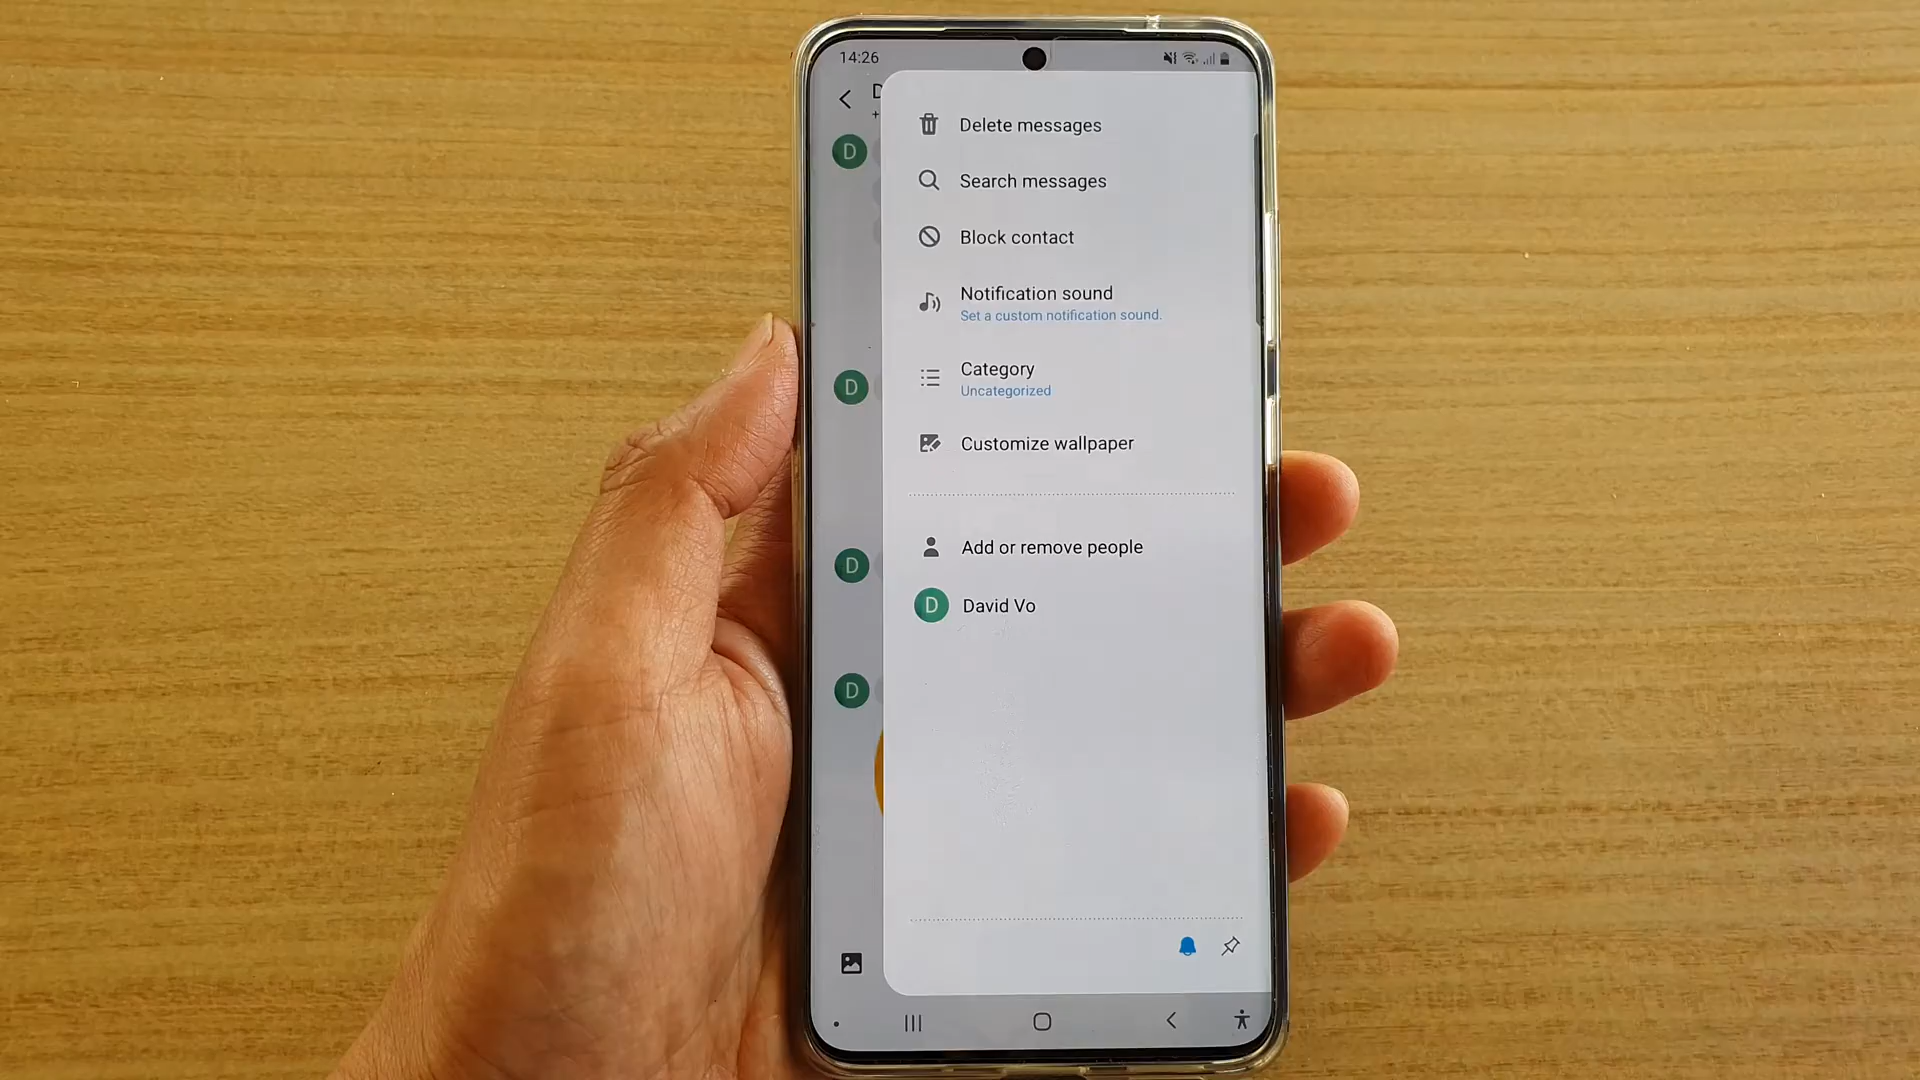 14:26
D
+
D
Delete messages
Search messages
Block contact
Notification sound
Set a custom notification sound.
D
Category
Uncategorized
Customize wallpaper
D
Add or remove people
D
David Vo
D